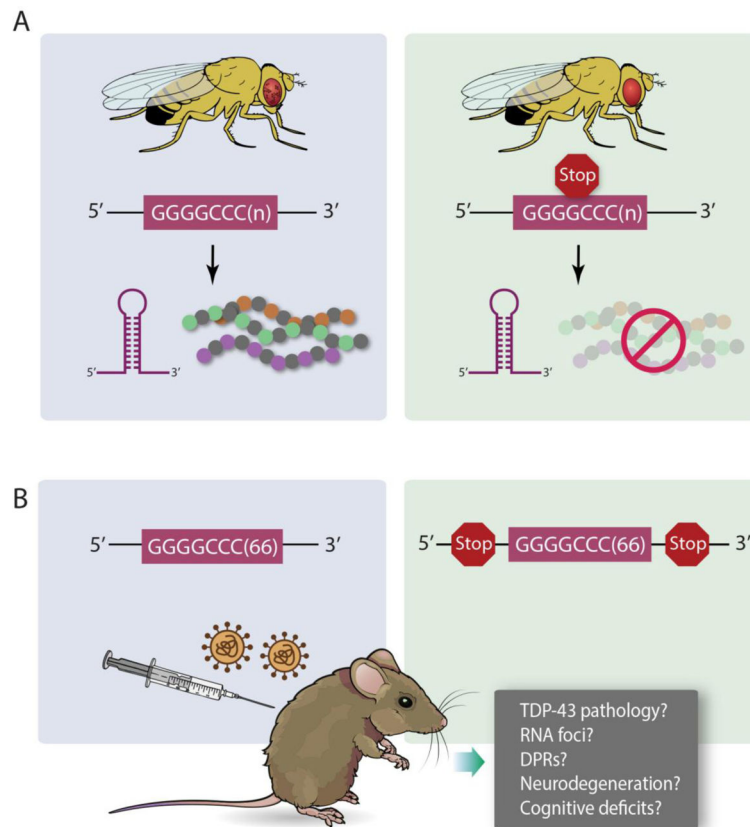 A
Stop
5′ GGGGCCC(n) 3′
5′ GGGGCCC(n) 3′
5′ 3′
5′ 3′
B
5′ GGGGCCC(66) 3′
5′ Stop GGGGCCC(66) Stop 3′
TDP-43 pathology?
RNA foci?
DPRs?
Neurodegeneration?
Cognitive deficits?